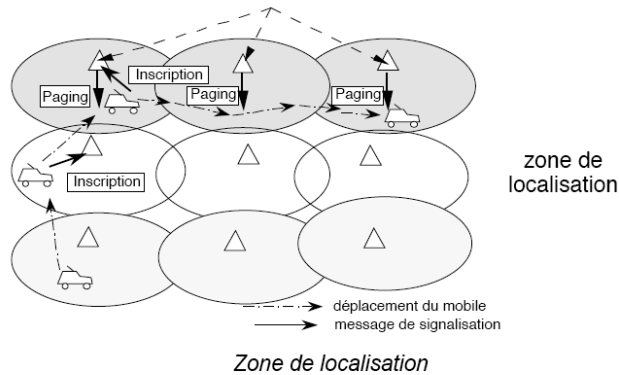 Inscription
Paging
Paging
Paging
Inscription
zone de
localisation
déplacement du mobile
message de signalisation
Zone de localisation